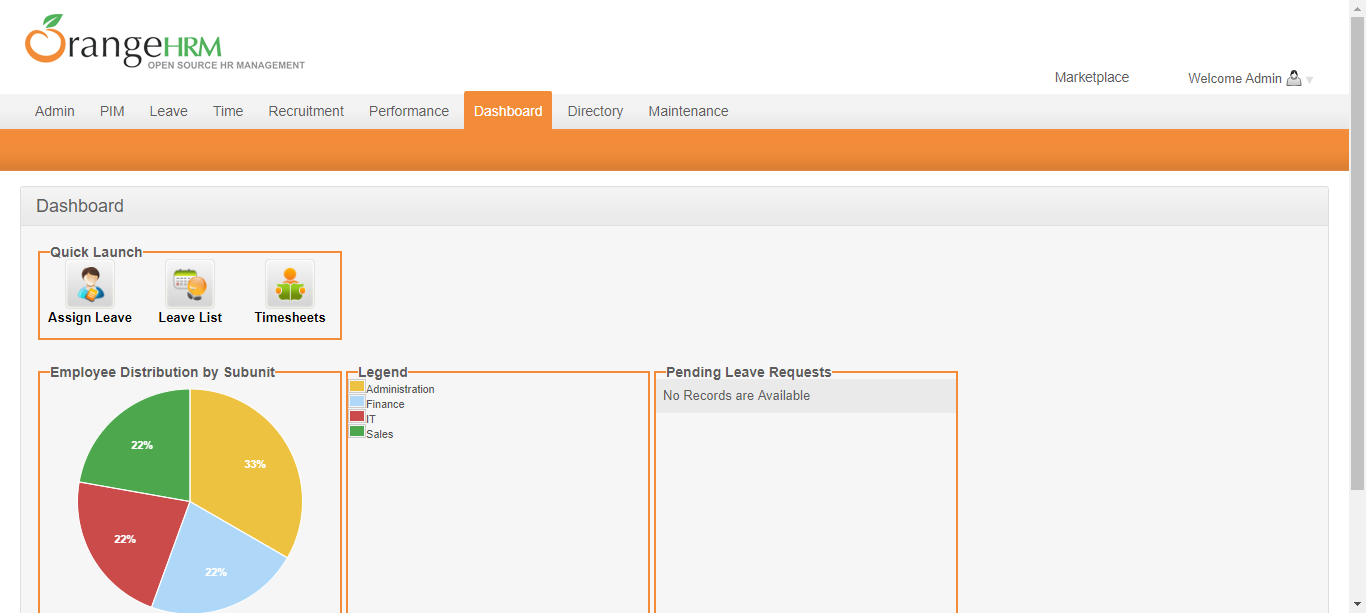 OrangeHRM
OPEN SOURCE HR MANAGEMENT
Marketplace Welcome Admin
Admin PIM Leave Time Recruitment Performance Dashboard Directory Maintenance
Dashboard
Quick Launch
Assign Leave Leave List Timesheets
Employee Distribution by Subunit
22%
33%
22%
22%
Legend
Administration
Finance
IT
Sales
Pending Leave Requests
No Records are Available